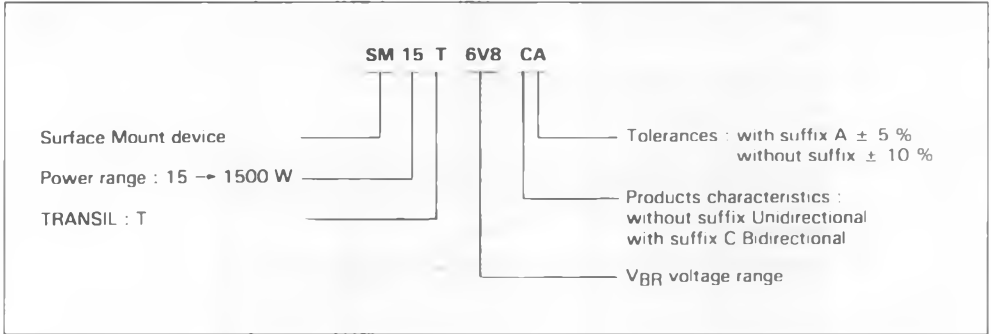 SM 15 T 6V8 CA
Surface Mount device
Power range : 15 → 1500 W
TRANSIL : T
Tolerances : with suffix A ± 5 %
without suffix ± 10 %
Products characteristics :
without suffix Unidirectional
with suffix C Bidirectional
VBR voltage range